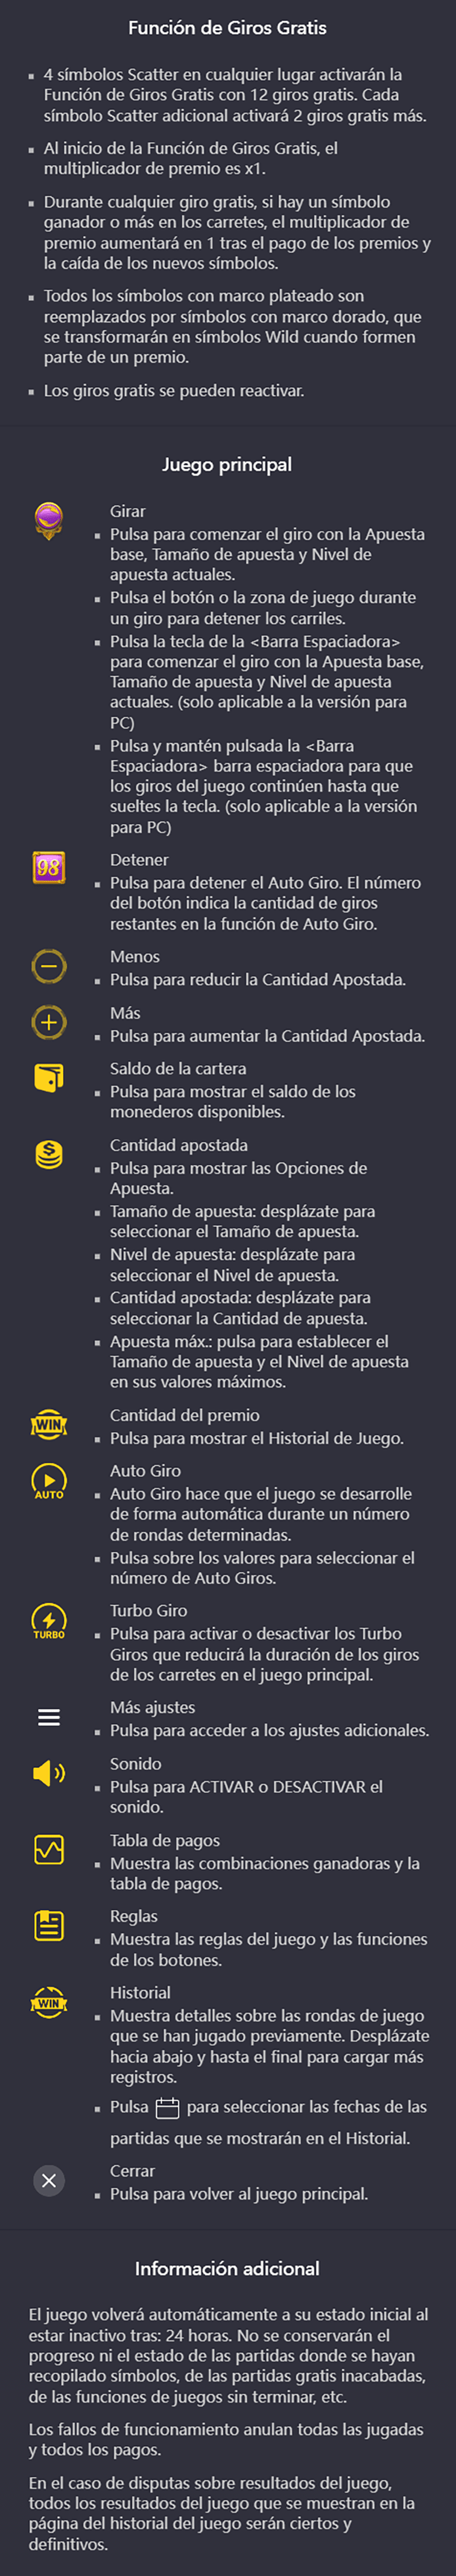 Función de Giros Gratis
4 símbolos Scatter en cualquier lugar activarán la
Función de Giros Gratis con 12 giros gratis. Cada
símbolo Scatter adicional activará 2 giros gratis más.
Al inicio de la Función de Giros Gratis, el
multiplicador de premio es x1.
Durante cualquier giro gratis, si hay un símbolo
ganador o más en los carretes, el multiplicador de
premio aumentará en 1 tras el pago de los premios y
la caída de los nuevos símbolos.
Todos los símbolos con marco plateado son
reemplazados por símbolos con marco dorado, que
se transformarán en símbolos Wild cuando formen
parte de un premio.
Los giros gratis se pueden reactivar.
Juego principal
Girar
Pulsa para comenzar el giro con la Apuesta
base, Tamaño de apuesta y Nivel de
apuesta actuales.
Pulsa el botón o la zona de juego durante
un giro para detener los carriles.
Pulsa la tecla de la <Barra Espaciadora>
para comenzar el giro con la Apuesta base,
Tamaño de apuesta y Nivel de apuesta
actuales. (solo aplicable a la versión para
PC)
Pulsa y mantén pulsada la <Barra
Espaciadora> barra espaciadora para que
los giros del juego continúen hasta que
sueltes la tecla. (solo aplicable a la versión
para PC)
98
Detener
Pulsa para detener el Auto Giro. El número
del botón indica la cantidad de giros
restantes en la función de Auto Giro.
Menos
Pulsa para reducir la Cantidad Apostada.
Más
Pulsa para aumentar la Cantidad Apostada.
Saldo de la cartera
Pulsa para mostrar el saldo de los
monederos disponibles.
Cantidad apostada
Pulsa para mostrar las Opciones de
Apuesta.
Tamaño de apuesta: desplázate para
seleccionar el Tamaño de apuesta.
Nivel de apuesta: desplázate para
seleccionar el Nivel de apuesta.
Cantidad apostada: desplázate para
seleccionar la Cantidad de apuesta.
Apuesta máx.: pulsa para establecer el
Tamaño de apuesta y el Nivel de apuesta
en sus valores máximos.
WIN
Cantidad del premio
Pulsa para mostrar el Historial de Juego.
AUTO
Auto Giro
Auto Giro hace que el juego se desarrolle
de forma automática durante un número
de rondas determinadas.
Pulsa sobre los valores para seleccionar el
número de Auto Giros.
TURBO
Turbo Giro
Pulsa para activar o desactivar los Turbo
Giros que reducirá la duración de los giros
de los carretes en el juego principal.
Más ajustes
Pulsa para acceder a los ajustes adicionales.
Sonido
Pulsa para ACTIVAR o DESACTIVAR el
sonido.
Tabla de pagos
Muestra las combinaciones ganadoras y la
tabla de pagos.
Reglas
Muestra las reglas del juego y las funciones
de los botones.
WIN
Historial
Muestra detalles sobre las rondas de juego
que se han jugado previamente. Desplázate
hacia abajo y hasta el final para cargar más
registros.
Pulsa para seleccionar las fechas de las
partidas que se mostrarán en el Historial.
Cerrar
Pulsa para volver al juego principal.
Información adicional
El juego volverá automáticamente a su estado inicial al
estar inactivo tras: 24 horas. No se conservarán el
progreso ni el estado de las partidas donde se hayan
recopilado símbolos, de las partidas gratis inacabadas,
de las funciones de juegos sin terminar, etc.
Los fallos de funcionamiento anulan todas las jugadas
y todos los pagos.
En el caso de disputas sobre resultados del juego,
todos los resultados del juego que se muestran en la
página del historial del juego serán ciertos y
definitivos.